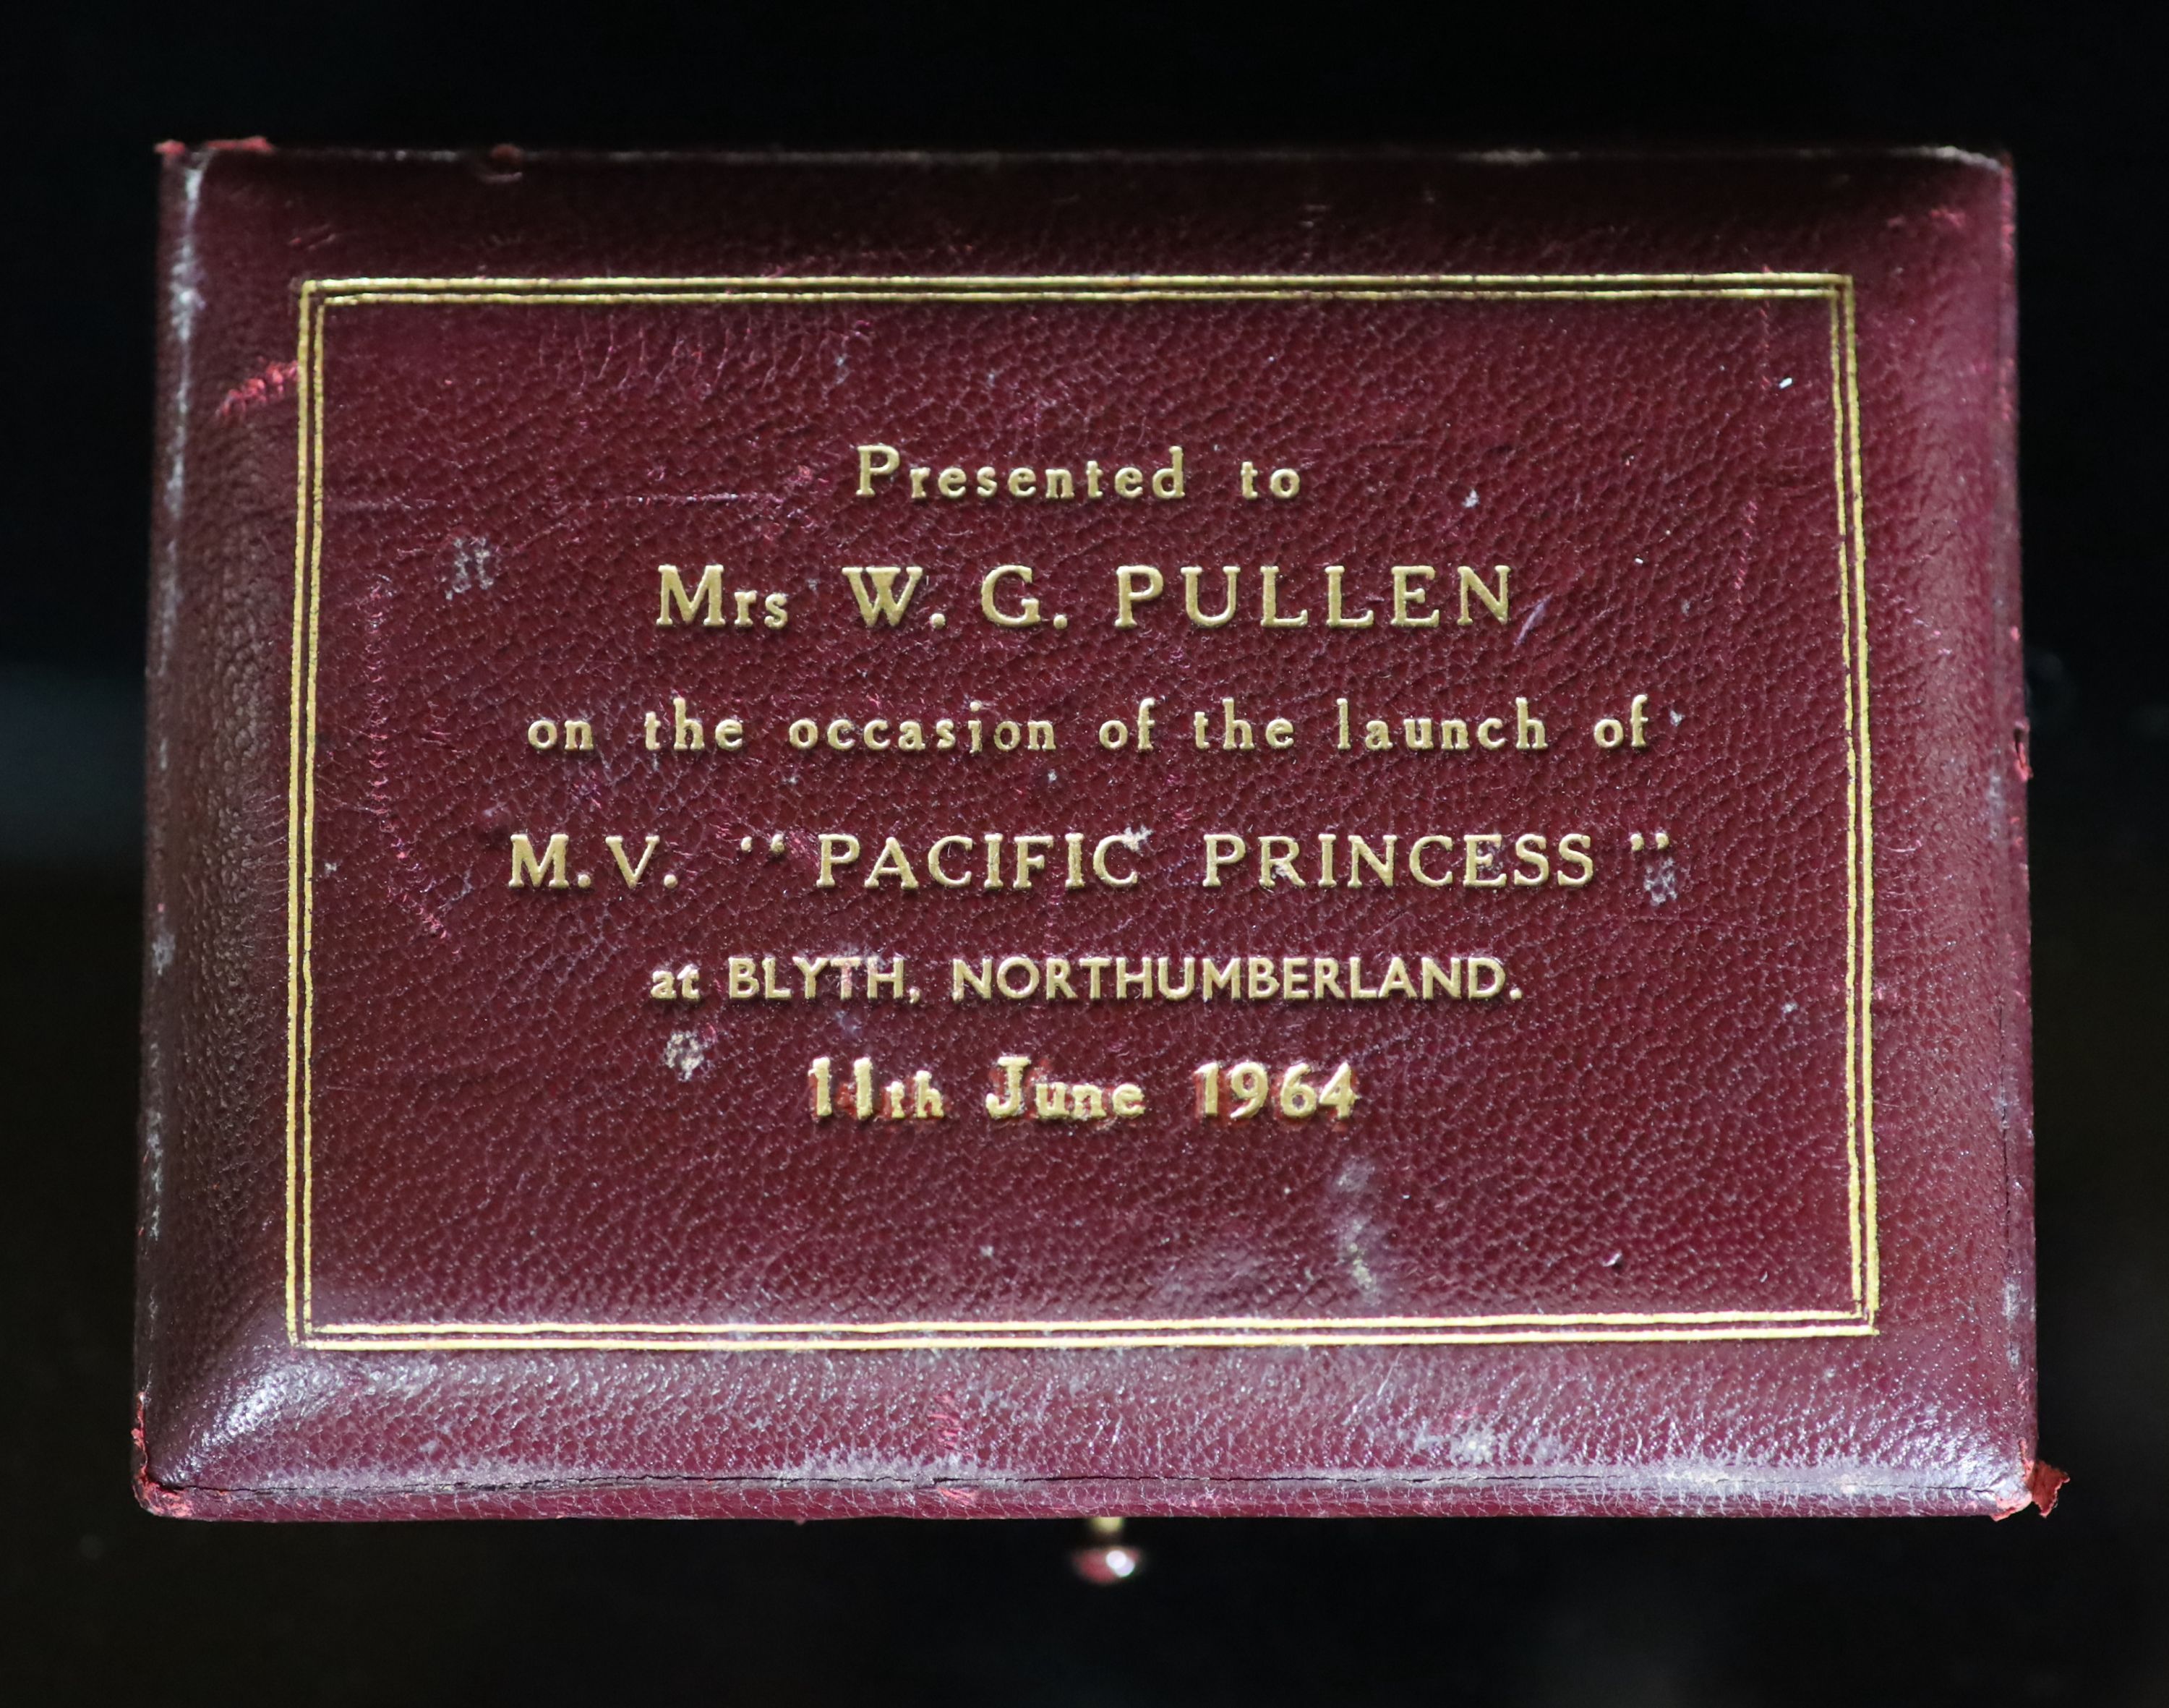 Presented to
Mrs W. G. PULLEN
on the occasion of the launch of
M.V. “PACIFIC PRINCESS”
at BLYTH, NORTHUMBERLAND.
11th June 1964